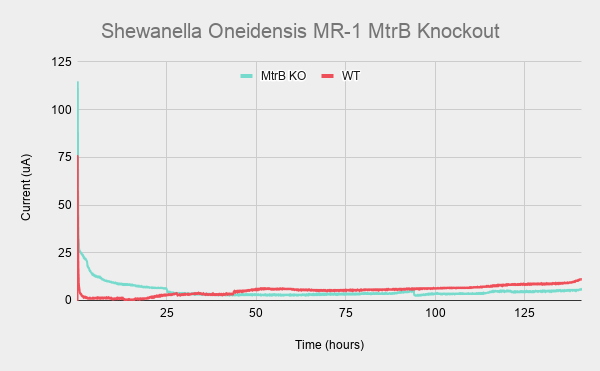 Shewanella Oneidensis MR-1 MtrB Knockout
MtrB KO
WT
125
100
75
50
25
0
Current (uA)
25
50
75
100
125
Time (hours)